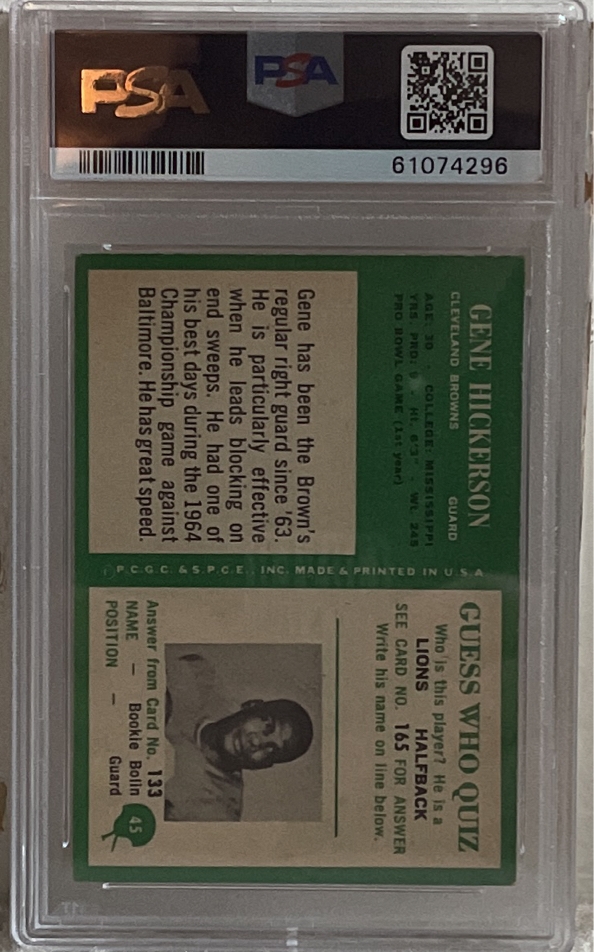 PSA
PSA
61074296
GENE HICKERSON
CLEVELAND BROWNS GUARD
AGE: 30 - COLLEGE: MISSISSIPPI
YRS. PRO: 9 - HT. 6'3" - WT. 245
PRO BOWL GAME (1st year)
Gene has been the Brown's
regular right guard since '63.
He is particularly effective
when he leads blocking on
end sweeps. He had one of
his best days during the 1964
Championship game against
Baltimore. He has great speed.
P.C.G.C. & S.P.C.E., INC. MADE & PRINTED IN U.S.A
GUESS WHO QUIZ
Who is this player? He is a
LIONS HALFBACK
SEE CARD NO. 165 FOR ANSWER
Write his name on line below.
Answer from Card No. 133
NAME — Bookie Bolin
POSITION — Guard
45